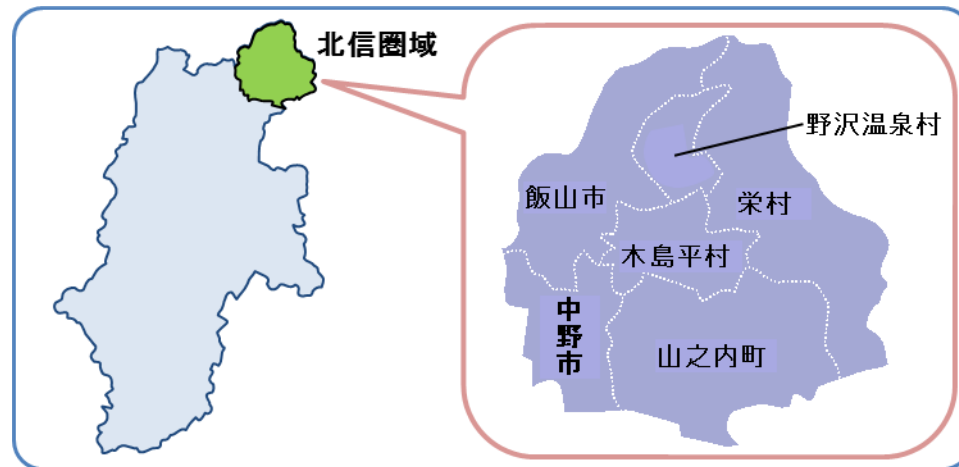 北信圏域
野沢温泉村
飯山市
栄村
木島平村
中野市
山之内町